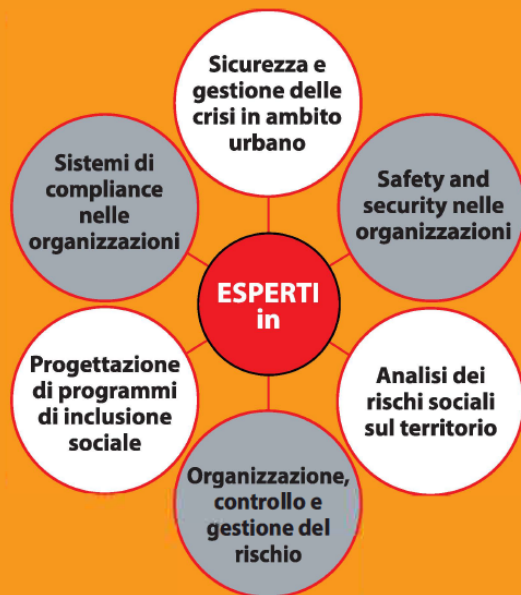 Sicurezza e
gestione delle
crisi in ambito
urbano
Sistemi di
compliance
nelle
organizzazioni
Safety and
security nelle
organizzazioni
ESPERTI
in
Progettazione
di programmi
di inclusione
sociale
Analisi dei
rischi sociali
sul territorio
Organizzazione,
controllo e
gestione del
rischio